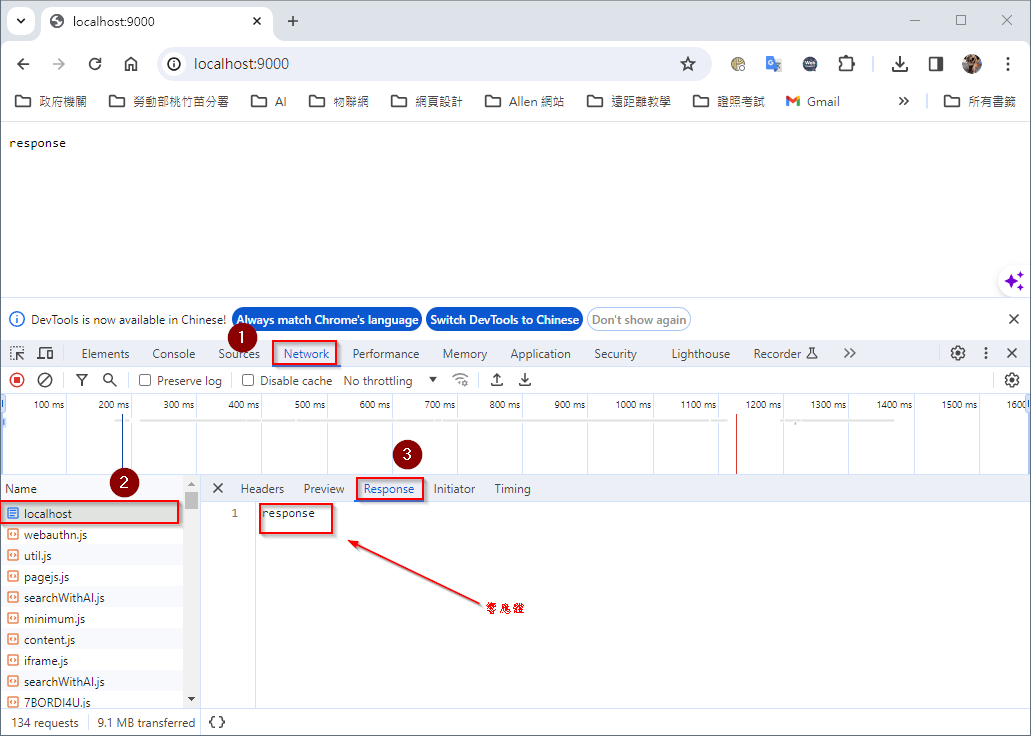 localhost:9000
localhost:9000
政府機關 勞動部桃竹苗分署 AI 物聯網 網頁設計 Allen 網站 遠距離教學 證照考試 Gmail 所有書籤
response
DevTools is now available in Chinese! Always match Chrome's language Switch DevTools to Chinese Don't show again
1
Elements Console Sources Network Performance Memory Application Security Lighthouse Recorder
Preserve log Disable cache No throttling
100 ms 200 ms 300 ms 400 ms 500 ms 600 ms 700 ms 800 ms 900 ms 1000 ms 1100 ms 1200 ms 1300 ms 1400 ms 1500 ms 1600
2 3
Name Headers Preview Response Initiator Timing
localhost 1 response
webauthn.js
util.js
pagejs.js
searchWithAI.js
響應體
minimum.js
content.js
iframe.js
searchWithAI.js
7BORDI4U.js
134 requests 9.1 MB transferred { }